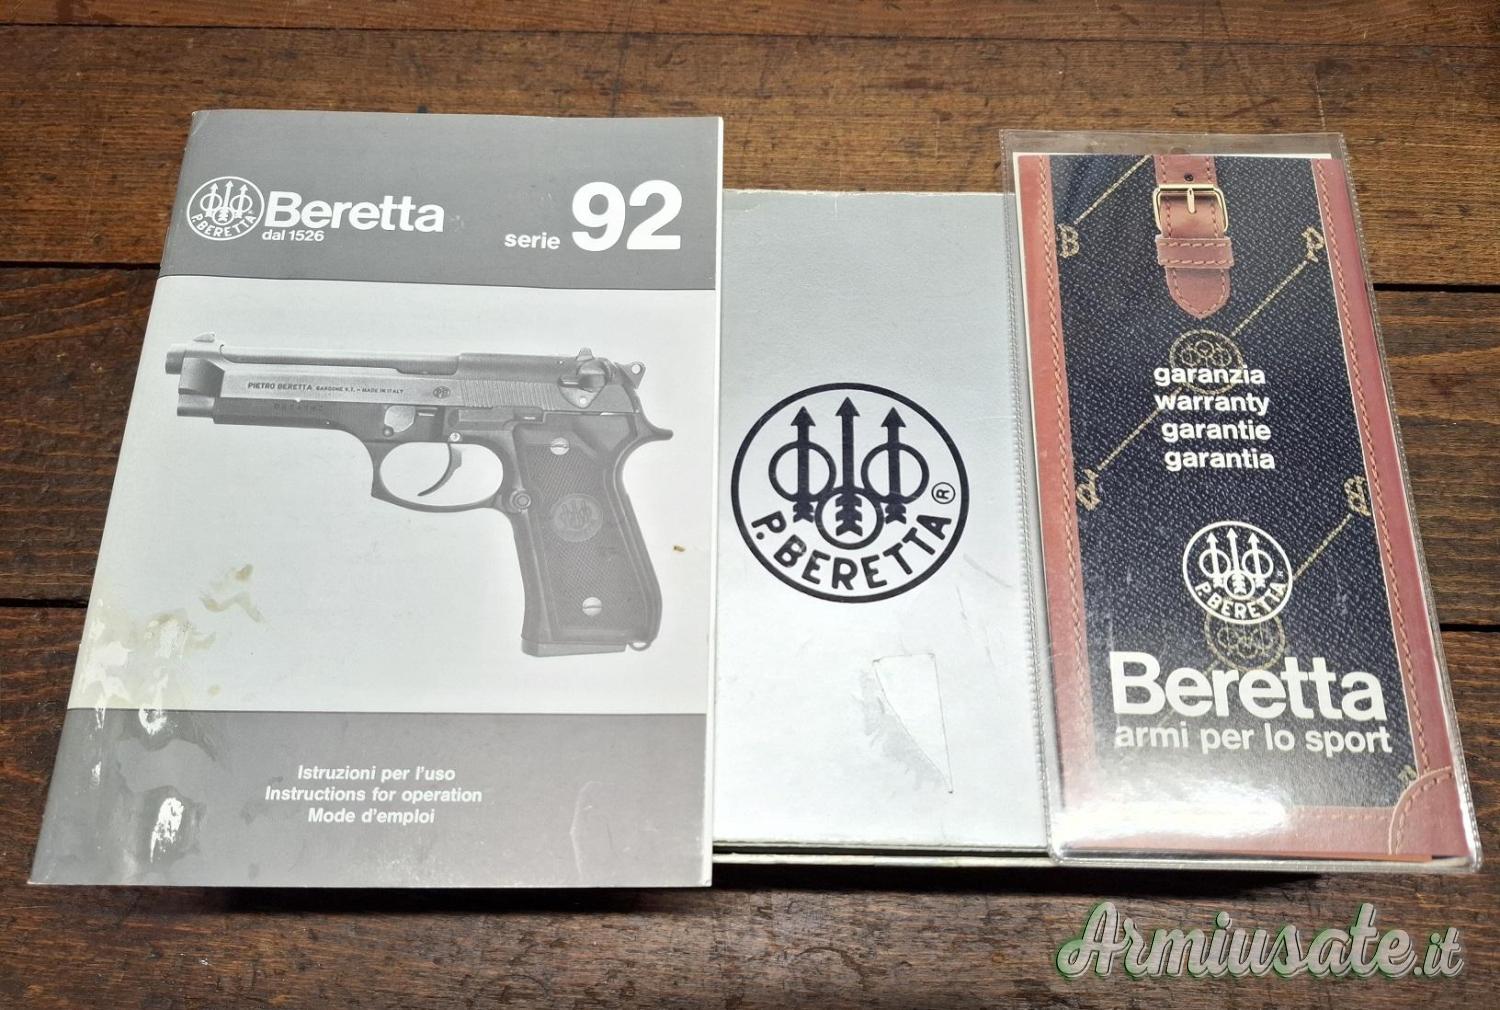 Beretta
dal 1526
serie 92
P. BERETTA
PIETRO BERETTA GARDONE V.T. - MADE IN ITALY
Istruzioni per l'uso
Instructions for operation
Mode d'emploi
P. BERETTA ®
B
P
garanzia
warranty
garantie
garantia
P. BERETTA
Beretta
armi per lo sport
Armiusate.it